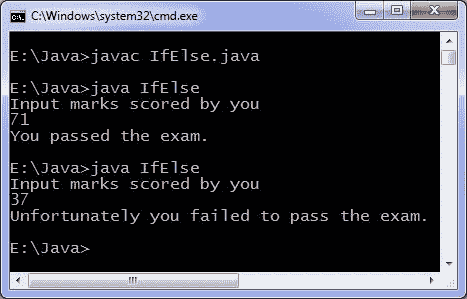 C:\Windows\system32\cmd.exe
E:\Java>javac IfElse.java
E:\Java>java IfElse
Input marks scored by you
71
You passed the exam.
E:\Java>java IfElse
Input marks scored by you
37
Unfortunately you failed to pass the exam.
E:\Java>